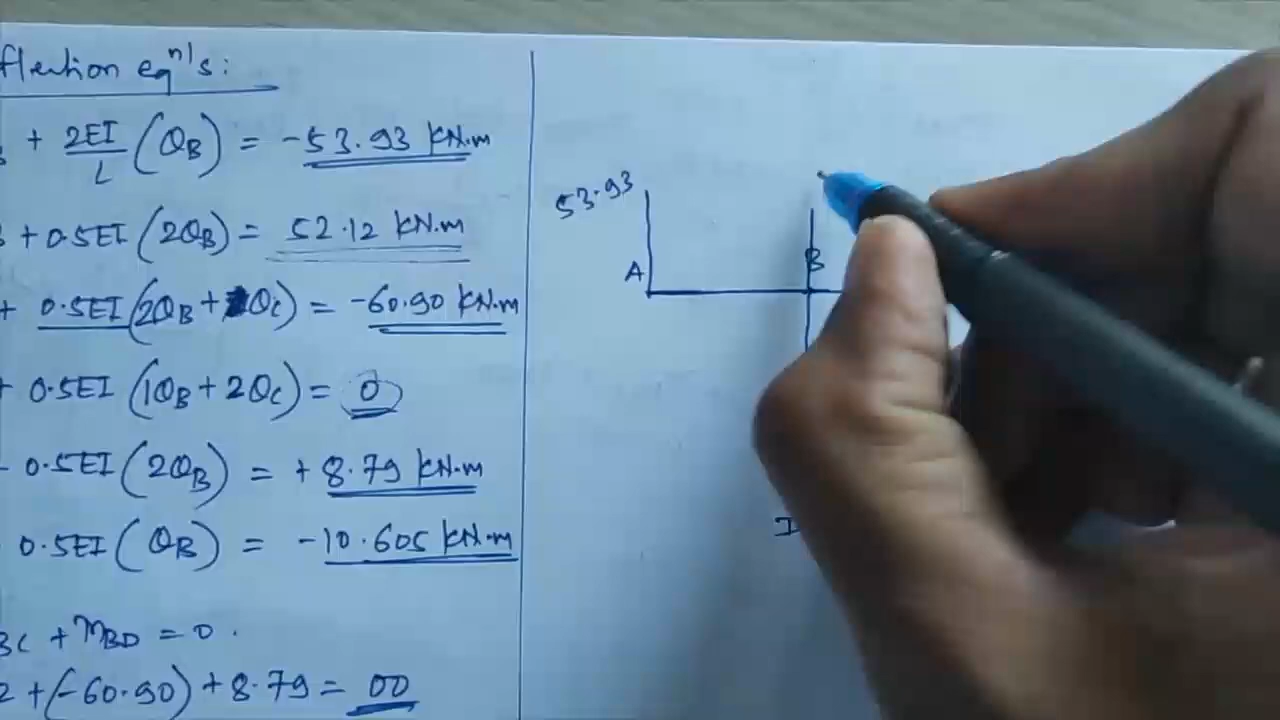 flection eqn's:
+ 2EI/L (θB) = -53.93 KN.m
+ 0.5EI (2θB) = 52.12 KN.m
+ 0.5EI (2θB + θC) = -60.90 KN.m
+ 0.5EI (1θB + 2θC) = 0
- 0.5EI (2θB) = + 8.79 KN.m
0.5EI (θB) = -10.605 KN.m
BC + MBD = 0.
2 + (-60.90) + 8.79 = 00
53.93
A
B